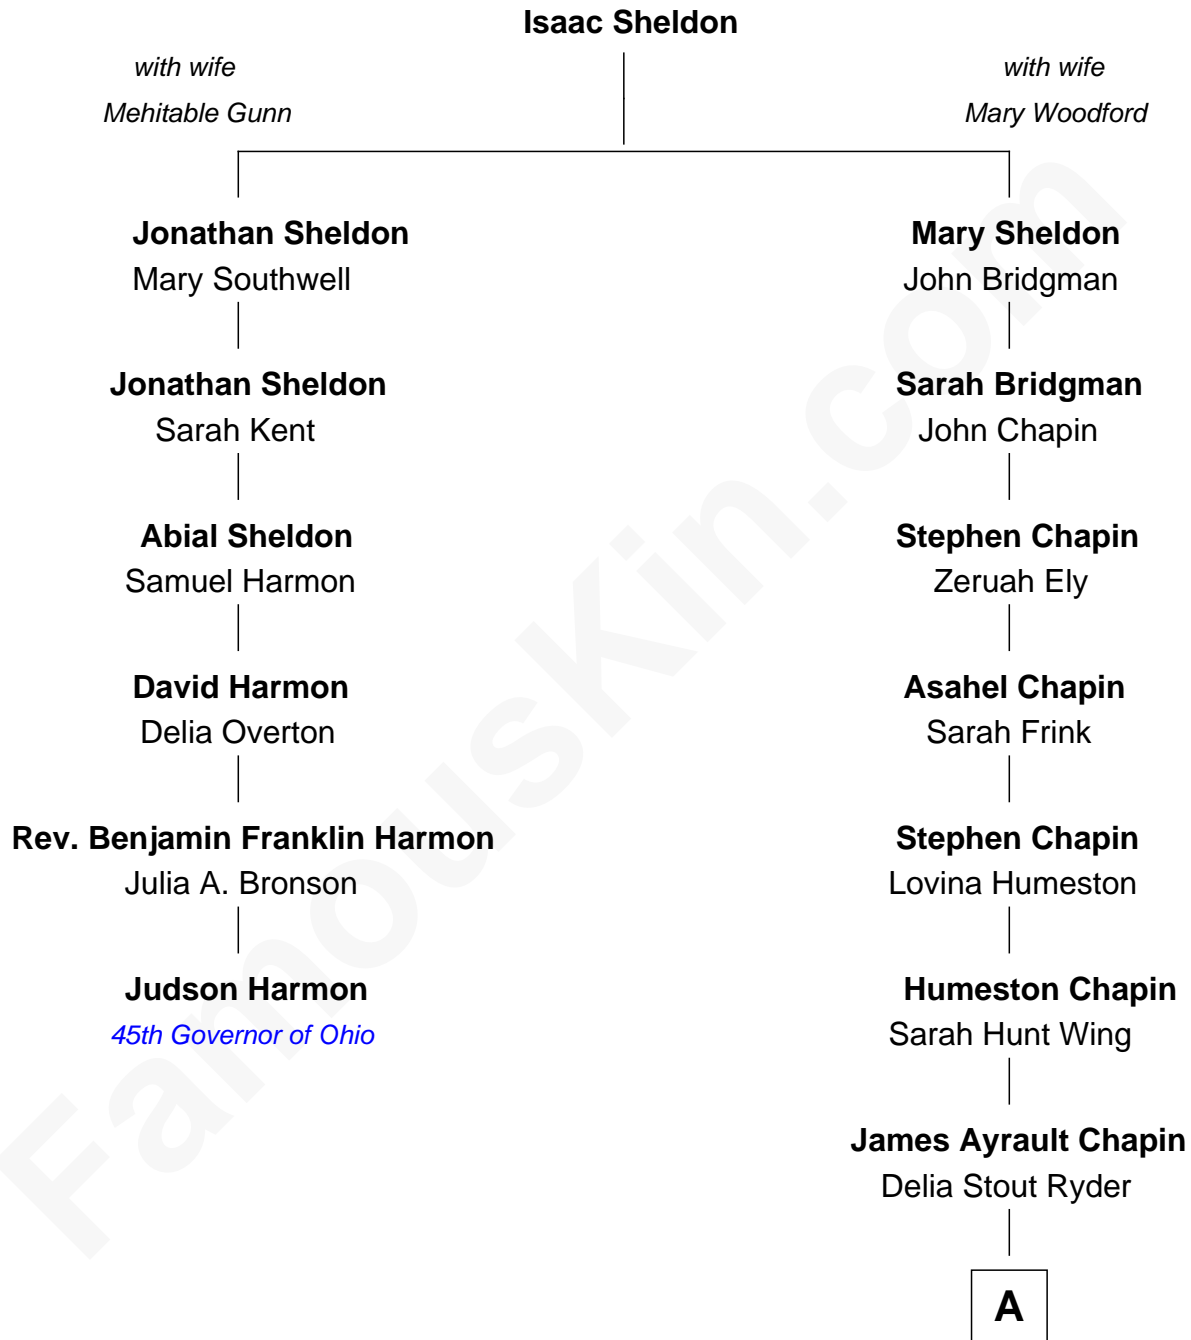 Isaac Sheldon
with wife
Mehitable Gunn
with wife
Mary Woodford
Jonathan Sheldon
Mary Southwell
Jonathan Sheldon
Sarah Kent
Abial Sheldon
Samuel Harmon
David Harmon
Delia Overton
Rev. Benjamin Franklin Harmon
Julia A. Bronson
Judson Harmon
45th Governor of Ohio
Mary Sheldon
John Bridgman
Sarah Bridgman
John Chapin
Stephen Chapin
Zeruah Ely
Asahel Chapin
Sarah Frink
Stephen Chapin
Lovina Humeston
Humeston Chapin
Sarah Hunt Wing
James Ayrault Chapin
Delia Stout Ryder
A
FamousKin.com